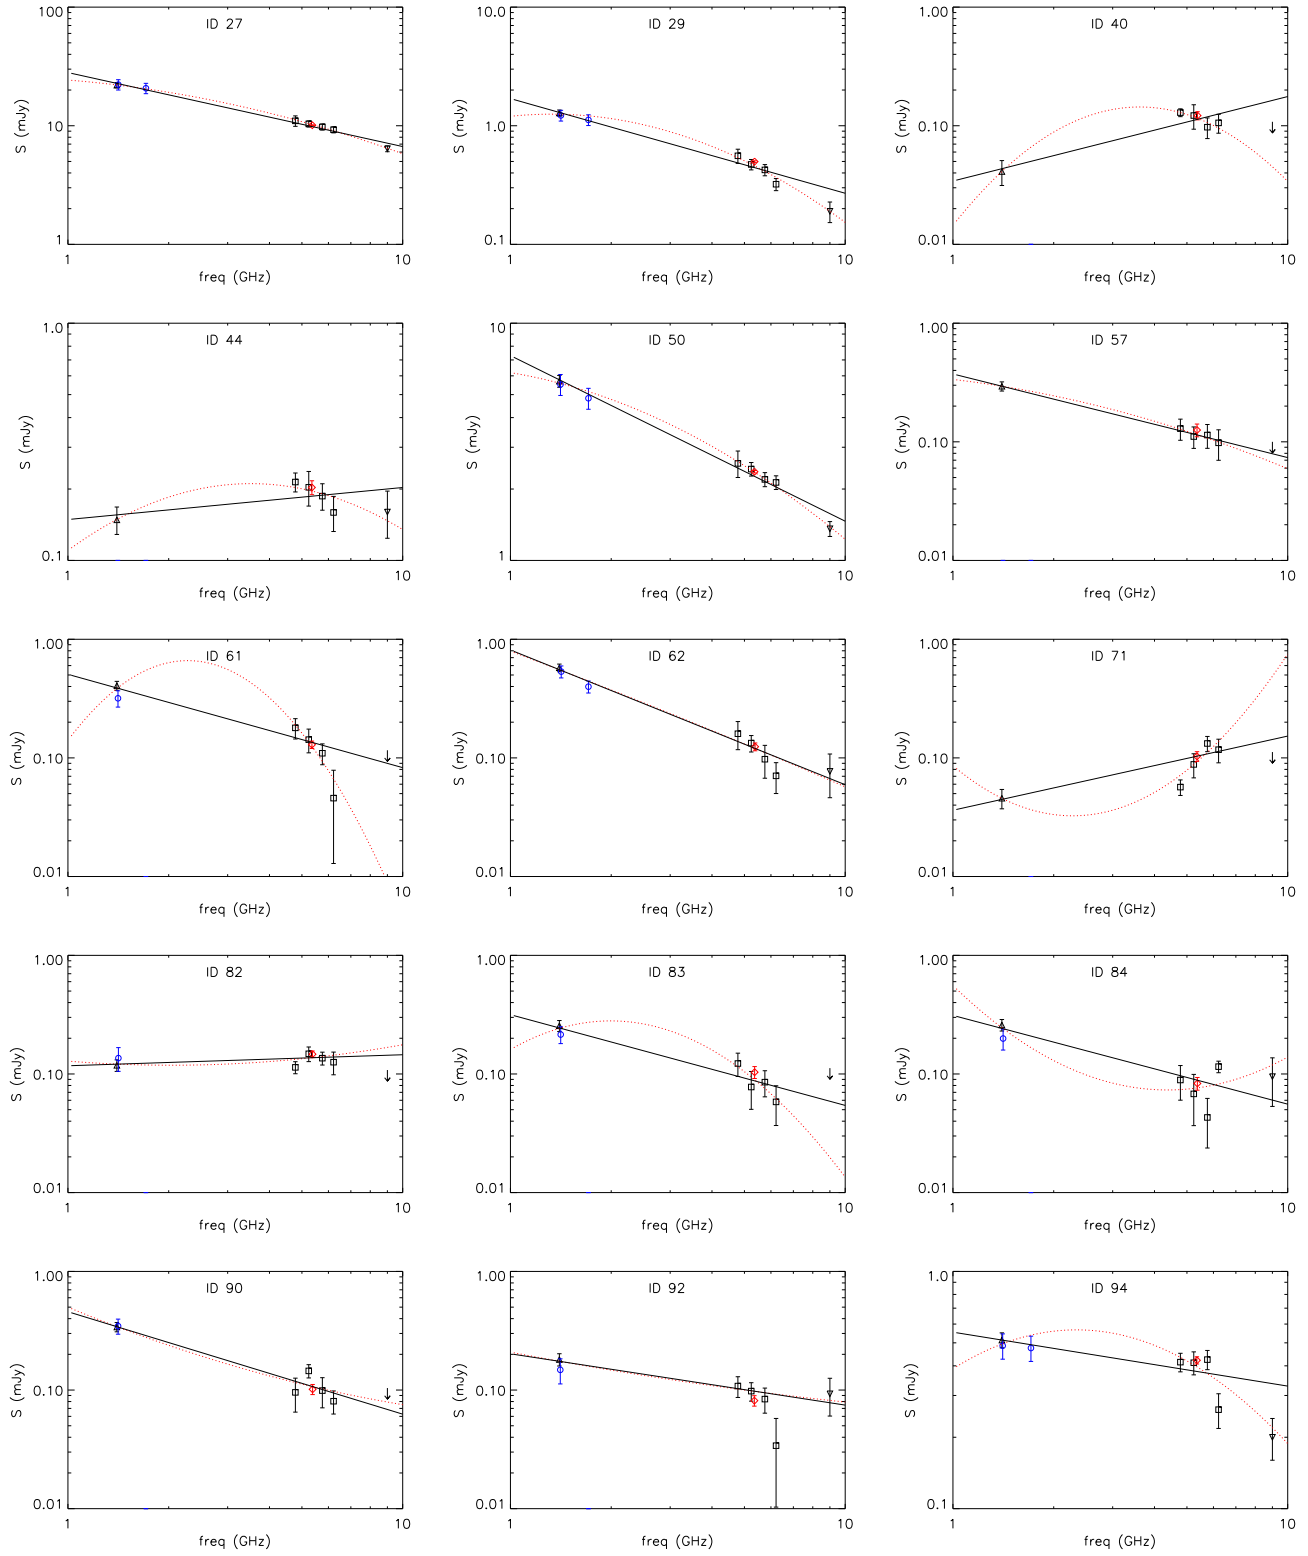 ID 27
100
10
1
S (mJy)
1
10
freq (GHz)
ID 29
10.0
1.0
0.1
S (mJy)
1
10
freq (GHz)
ID 40
1.00
0.10
0.01
S (mJy)
1
10
freq (GHz)
ID 44
1.0
0.1
S (mJy)
1
10
freq (GHz)
ID 50
10
1
S (mJy)
1
10
freq (GHz)
ID 57
1.00
0.10
0.01
S (mJy)
1
10
freq (GHz)
ID 61
1.00
0.10
0.01
S (mJy)
1
10
freq (GHz)
ID 62
1.00
0.10
0.01
S (mJy)
1
10
freq (GHz)
ID 71
1.00
0.10
0.01
S (mJy)
1
10
freq (GHz)
ID 82
1.00
0.10
0.01
S (mJy)
1
10
freq (GHz)
ID 83
1.00
0.10
0.01
S (mJy)
1
10
freq (GHz)
ID 84
1.00
0.10
0.01
S (mJy)
1
10
freq (GHz)
ID 90
1.00
0.10
0.01
S (mJy)
1
10
freq (GHz)
ID 92
1.00
0.10
0.01
S (mJy)
1
10
freq (GHz)
ID 94
1.0
0.1
S (mJy)
1
10
freq (GHz)